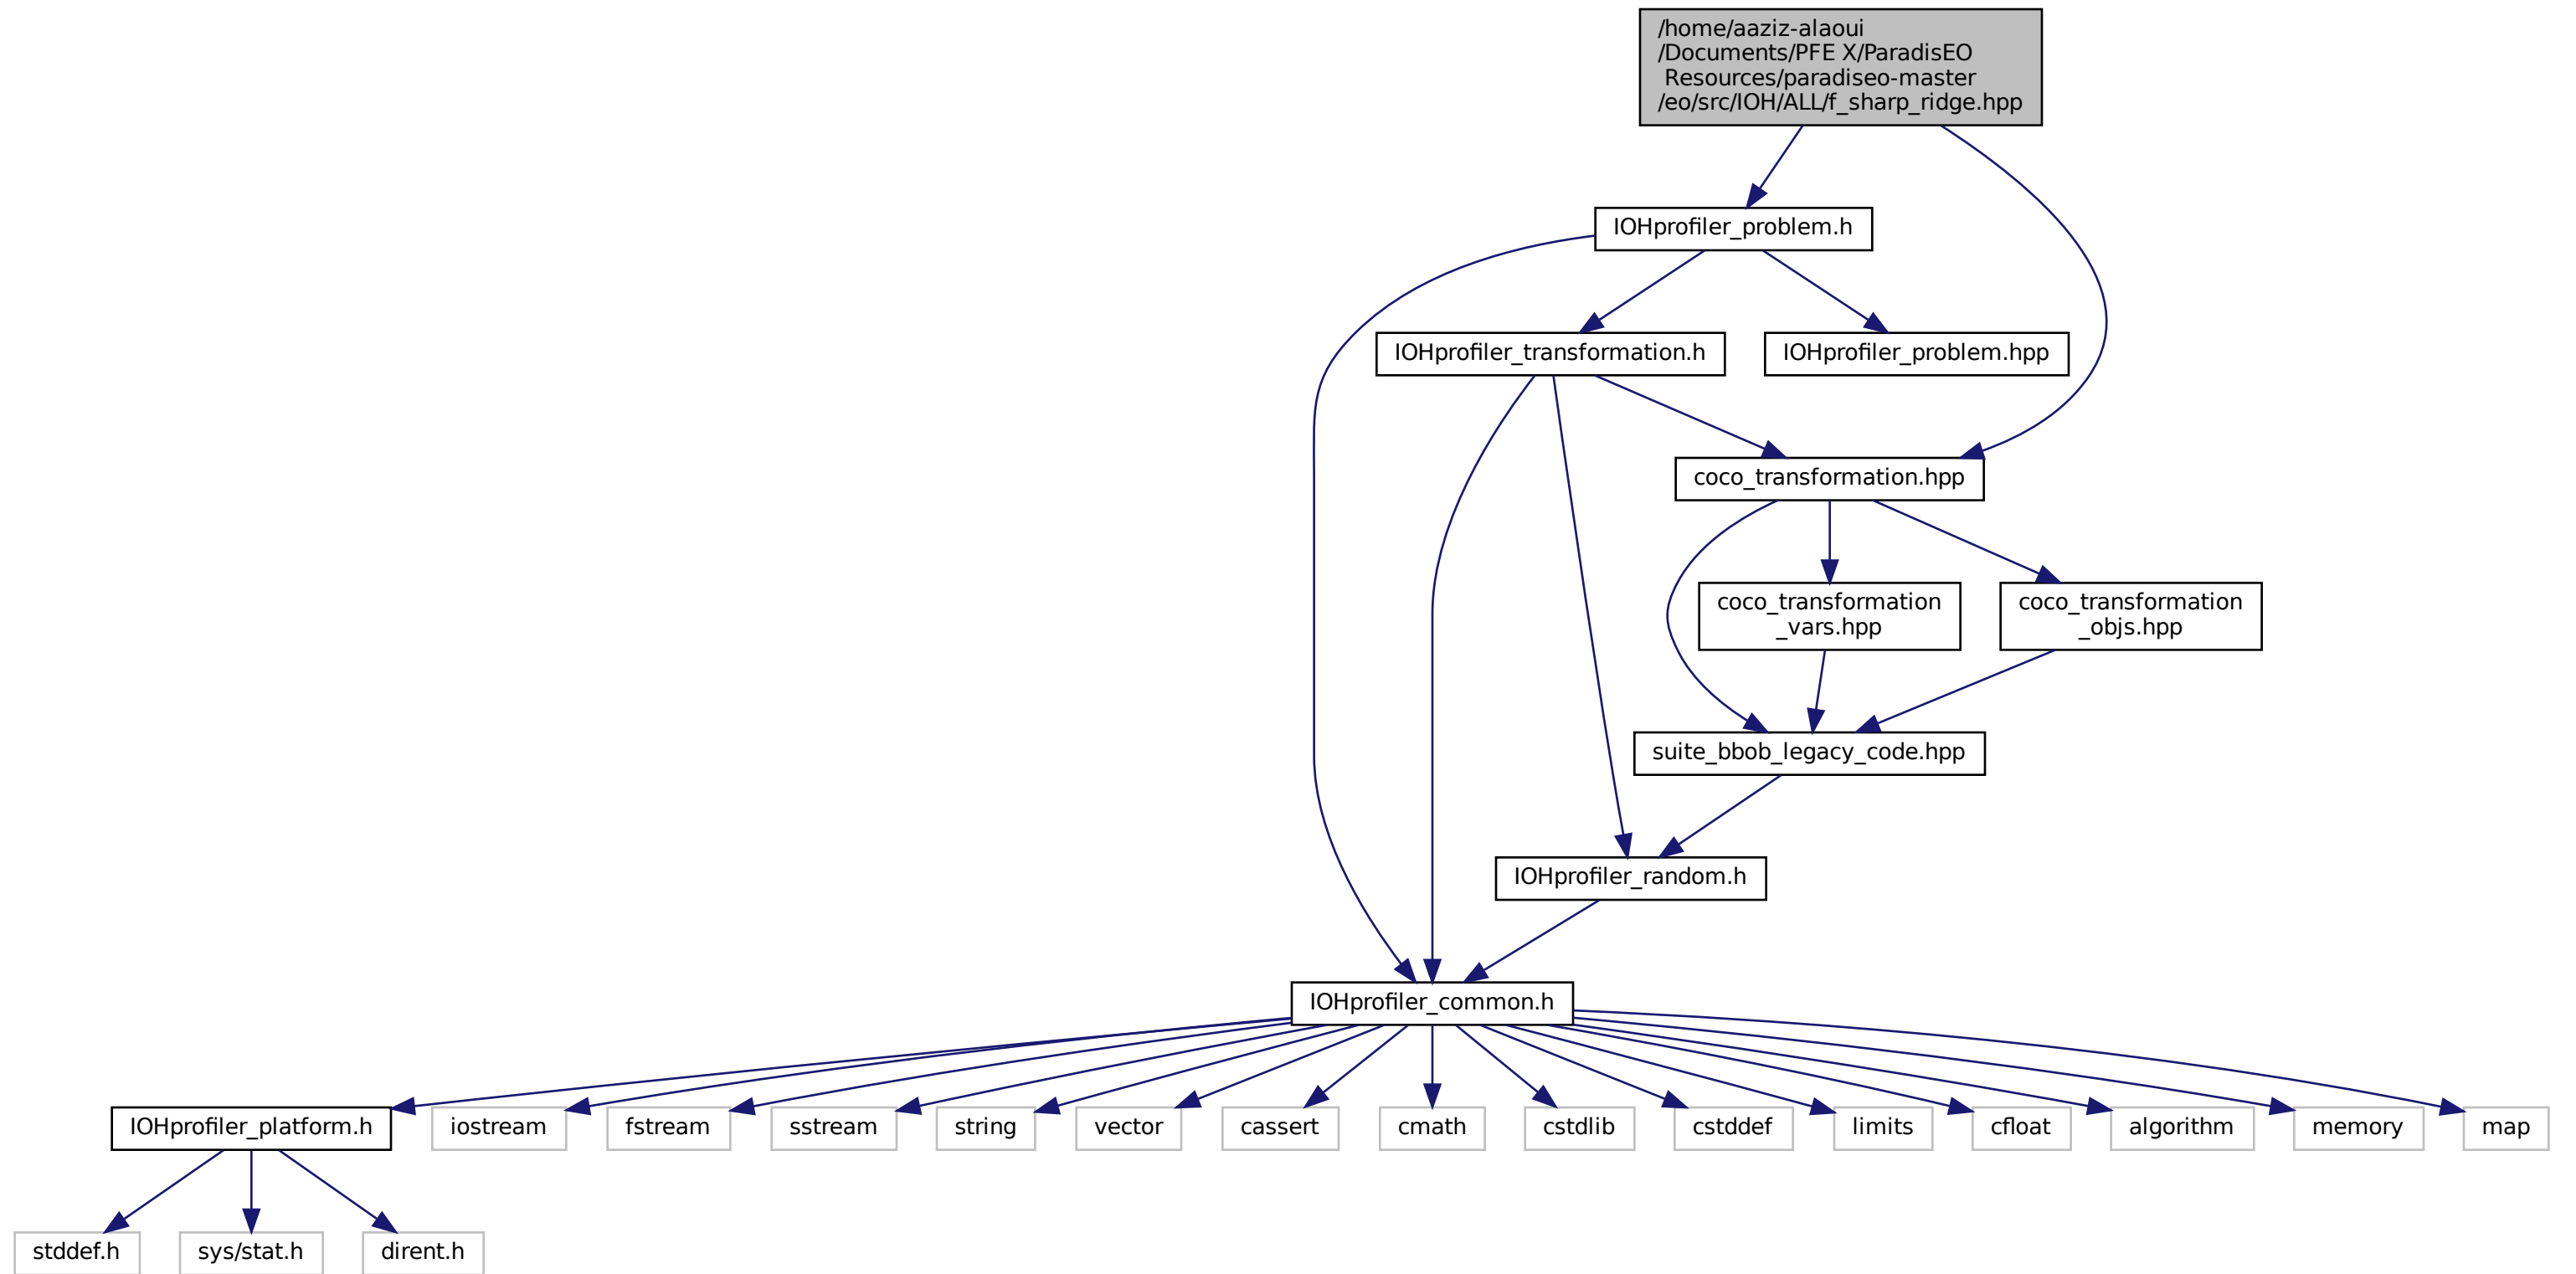 /home/aaziz-alaoui
/Documents/PFE X/ParadisEO
Resources/paradiseo-master
/eo/src/IOH/ALL/f_sharp_ridge.hpp
IOHprofiler_problem.h
IOHprofiler_transformation.h
IOHprofiler_problem.hpp
coco_transformation.hpp
coco_transformation
_vars.hpp
coco_transformation
_objs.hpp
suite_bbob_legacy_code.hpp
IOHprofiler_random.h
IOHprofiler_common.h
IOHprofiler_platform.h
iostream
fstream
sstream
string
vector
cassert
cmath
cstdlib
cstddef
limits
cfloat
algorithm
memory
map
stddef.h
sys/stat.h
dirent.h